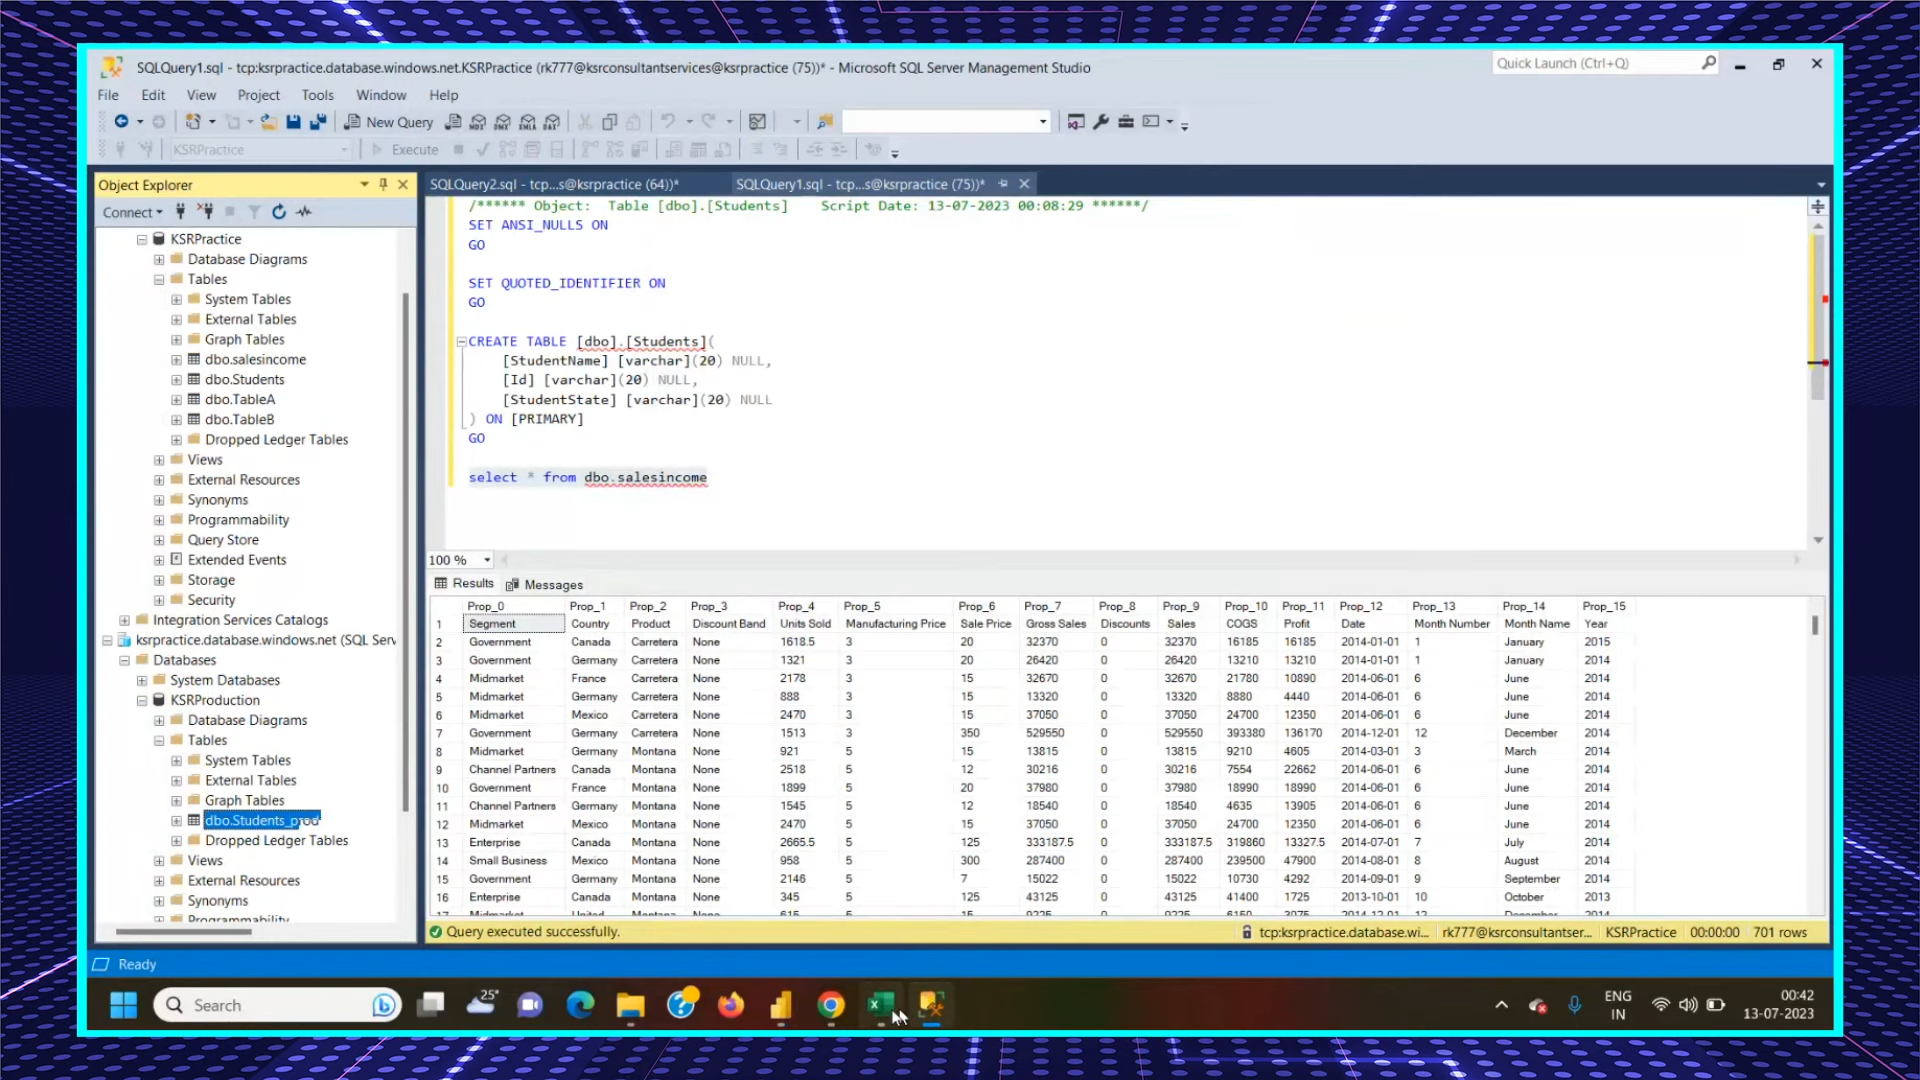 SQLQuery1.sql - tcp:ksrpractice.database.windows.net.KSRPractice (rk777@ksrconsultantservices@ksrpractice (75))* - Microsoft SQL Server Management Studio
Quick Launch (Ctrl+Q)
File Edit View Project Tools Window Help
New Query
KSRPractice Execute
Object Explorer
SQLQuery2.sql - tcp...s@ksrpractice (64))* SQLQuery1.sql - tcp...s@ksrpractice (75))*
Connect
KSRPractice
Database Diagrams
Tables
System Tables
External Tables
Graph Tables
dbo.salesincome
dbo.Students
dbo.TableA
dbo.TableB
Dropped Ledger Tables
Views
External Resources
Synonyms
Programmability
Query Store
Extended Events
Storage
Security
Integration Services Catalogs
ksrpractice.database.windows.net (SQL Serv
Databases
System Databases
KSRProduction
Database Diagrams
Tables
System Tables
External Tables
Graph Tables
dbo.Students_prod
Dropped Ledger Tables
Views
External Resources
Synonyms
Programmability
/****** Object: Table [dbo].[Students] Script Date: 13-07-2023 00:08:29 ******/
SET ANSI_NULLS ON
GO
SET QUOTED_IDENTIFIER ON
GO
CREATE TABLE [dbo].[Students](
[StudentName] [varchar](20) NULL,
[Id] [varchar](20) NULL,
[StudentState] [varchar](20) NULL
) ON [PRIMARY]
GO
select * from dbo.salesincome
100 %
Results Messages
Prop_0 Prop_1 Prop_2 Prop_3 Prop_4 Prop_5 Prop_6 Prop_7 Prop_8 Prop_9 Prop_10 Prop_11 Prop_12 Prop_13 Prop_14 Prop_15
1 Segment Country Product Discount Band Units Sold Manufacturing Price Sale Price Gross Sales Discounts Sales COGS Profit Date Month Number Month Name Year
2 Government Canada Carretera None 1618.5 3 20 32370 0 32370 16185 16185 2014-01-01 1 January 2015
3 Government Germany Carretera None 1321 3 20 26420 0 26420 13210 13210 2014-01-01 1 January 2014
4 Midmarket France Carretera None 2178 3 15 32670 0 32670 21780 10890 2014-06-01 6 June 2014
5 Midmarket Germany Carretera None 888 3 15 13320 0 13320 8880 4440 2014-06-01 6 June 2014
6 Midmarket Mexico Carretera None 2470 3 15 37050 0 37050 24700 12350 2014-06-01 6 June 2014
7 Government Germany Carretera None 1513 3 350 529550 0 529550 393380 136170 2014-12-01 12 December 2014
8 Midmarket Germany Montana None 921 5 15 13815 0 13815 9210 4605 2014-03-01 3 March 2014
9 Channel Partners Canada Montana None 2518 5 12 30216 0 30216 7554 22662 2014-06-01 6 June 2014
10 Government France Montana None 1899 5 20 37980 0 37980 18990 18990 2014-06-01 6 June 2014
11 Channel Partners Germany Montana None 1545 5 12 18540 0 18540 4635 13905 2014-06-01 6 June 2014
12 Midmarket Mexico Montana None 2470 5 15 37050 0 37050 24700 12350 2014-06-01 6 June 2014
13 Enterprise Canada Montana None 2665.5 5 125 333187.5 0 333187.5 319860 13327.5 2014-07-01 7 July 2014
14 Small Business Mexico Montana None 958 5 300 287400 0 287400 239500 47900 2014-08-01 8 August 2014
15 Government Germany Montana None 2146 5 7 15022 0 15022 10730 4292 2014-09-01 9 September 2014
16 Enterprise Canada Montana None 345 5 125 43125 0 43125 41400 1725 2013-10-01 10 October 2013
17 Midmarket United Montana None 615 5 15 9225 0 9225 6150 3075 2014-12-01 12 December 2014
Query executed successfully. tcp:ksrpractice.database.wi... rk777@ksrconsultantser... KSRPractice 00:00:00 701 rows
Ready
Search
25°
ENG
IN
00:42
13-07-2023